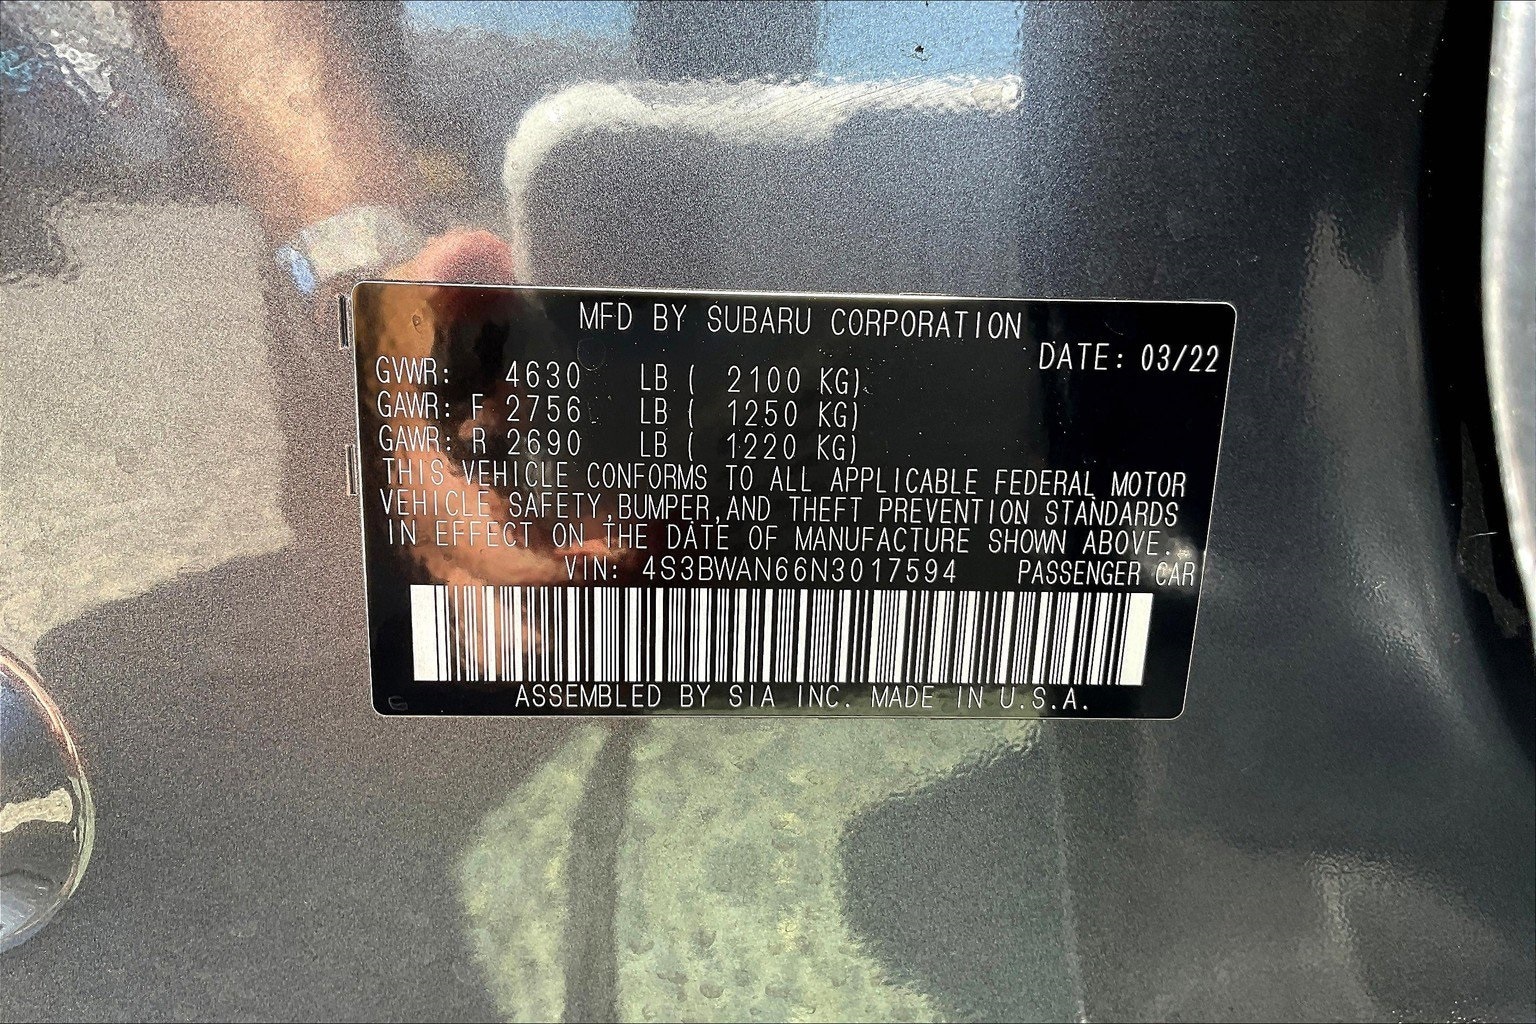 MFD BY SUBARU CORPORATION
DATE: 03/22
GVWR: 4630 LB ( 2100 KG)
GAWR: F 2756 LB ( 1250 KG)
GAWR: R 2690 LB ( 1220 KG)
THIS VEHICLE CONFORMS TO ALL APPLICABLE FEDERAL MOTOR
VEHICLE SAFETY,BUMPER,AND THEFT PREVENTION STANDARDS
IN EFFECT ON THE DATE OF MANUFACTURE SHOWN ABOVE.
VIN: 4S3BWAN66N3017594 PASSENGER CAR
ASSEMBLED BY SIA INC. MADE IN U.S.A.